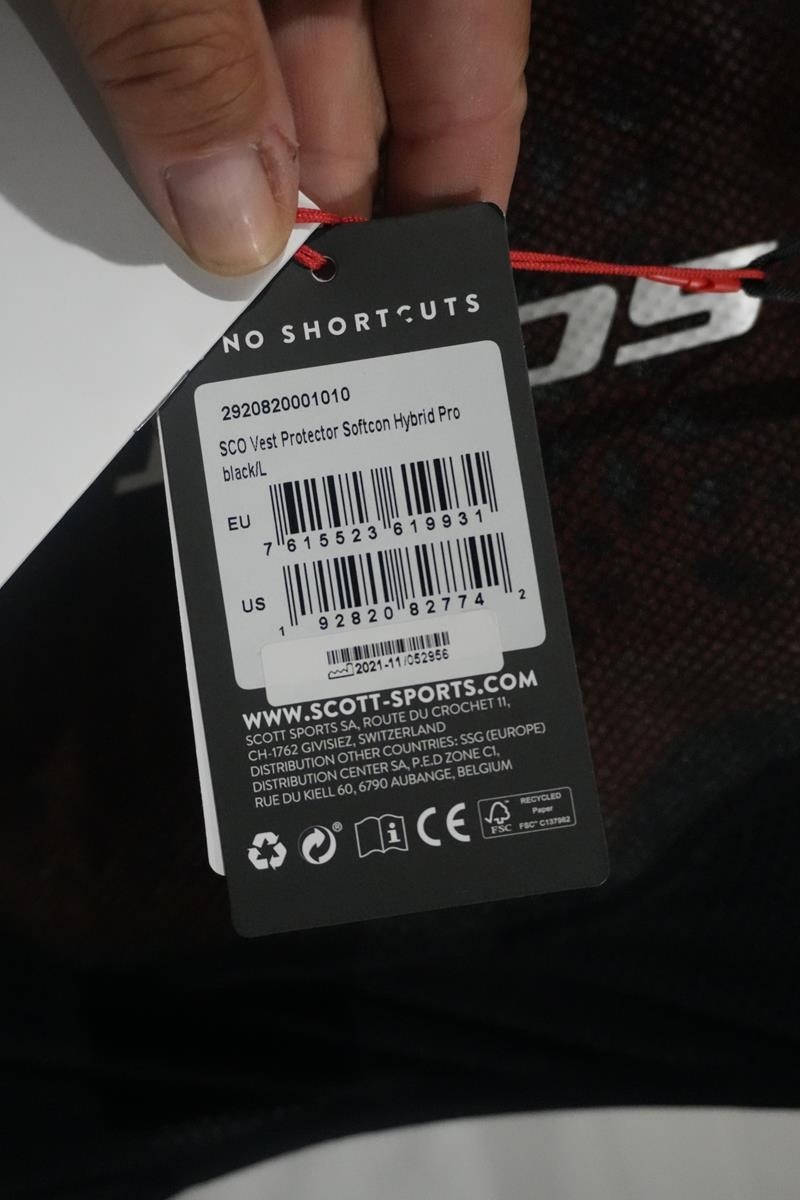 NO SHORTCUTS
2920820001010
SCO Vest Protector Softcon Hybrid Pro
black/L
EU
7 615523 619931
US
1 92820 82774 2
2021-11/052956
WWW.SCOTT-SPORTS.COM
SCOTT SPORTS SA, ROUTE DU CROCHET 11,
CH-1762 GIVISIEZ, SWITZERLAND
DISTRIBUTION OTHER COUNTRIES: SSG (EUROPE)
DISTRIBUTION CENTER SA, P.E.D ZONE C1,
RUE DU KIELL 60, 6790 AUBANGE, BELGIUM
® i CE FSC RECYCLED
Paper
FSC® C137982
SC